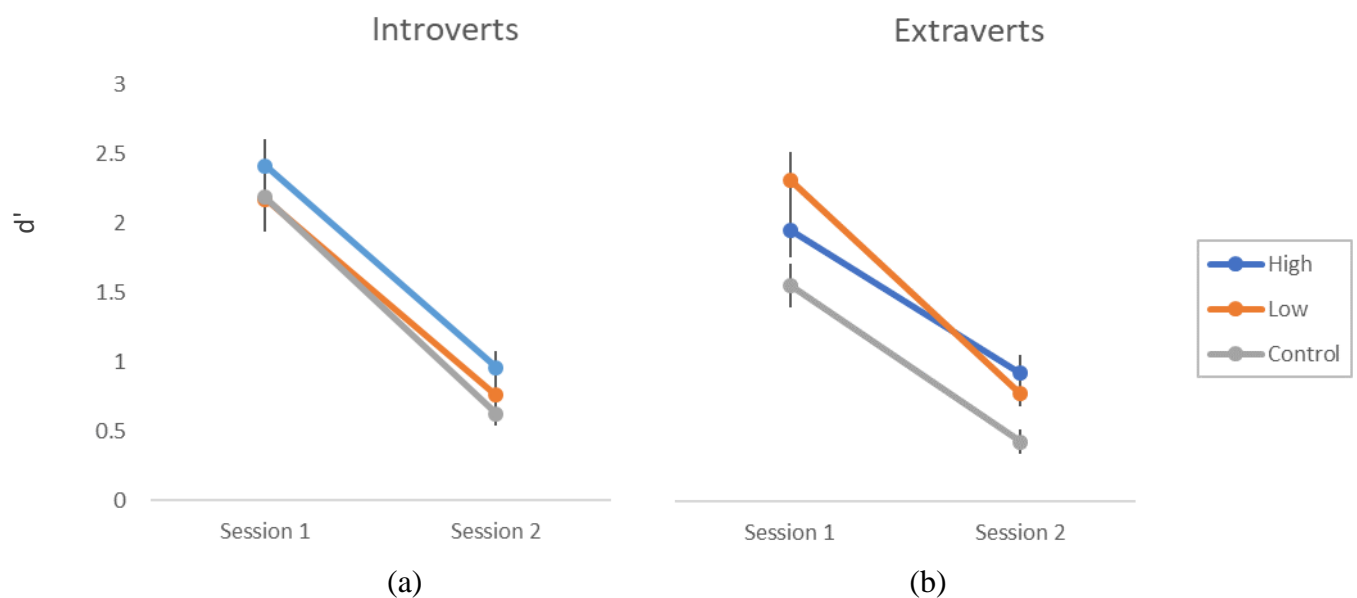 Introverts
Extraverts
3
2.5
2
1.5
1
0.5
0
d'
Session 1
Session 2
Session 1
Session 2
High
Low
Control
(a)
(b)